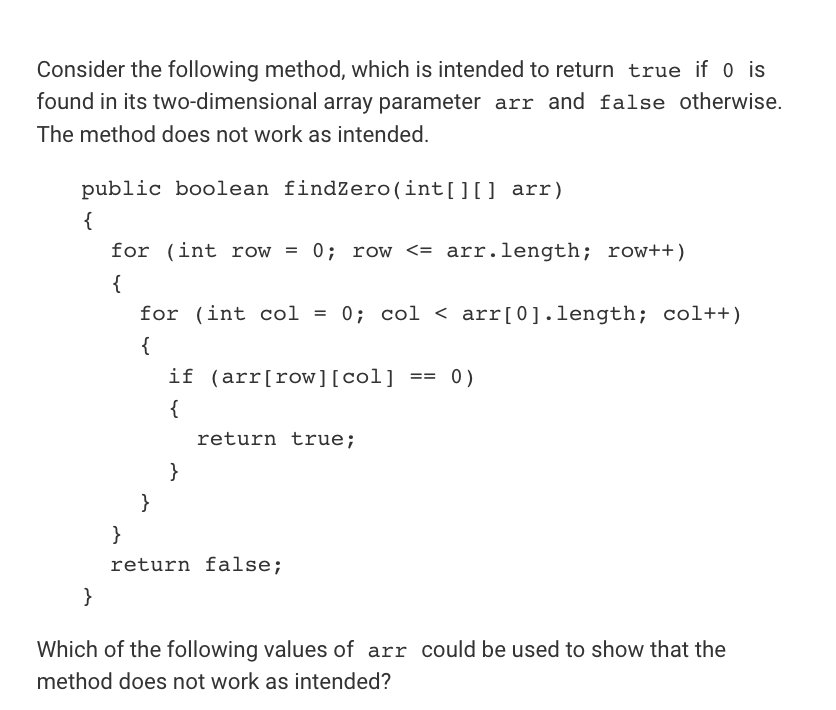 Consider the following method, which is intended to return true if 0 is
found in its two-dimensional array parameter arr and false otherwise.
The method does not work as intended.
public boolean findZero(int[][] arr)
{
for (int row = 0; row <= arr.length; row++)
{
for (int col = 0; col < arr[0].length; col++)
{
if (arr[row][col] == 0)
{
return true;
}
}
}
return false;
}
Which of the following values of arr could be used to show that the
method does not work as intended?